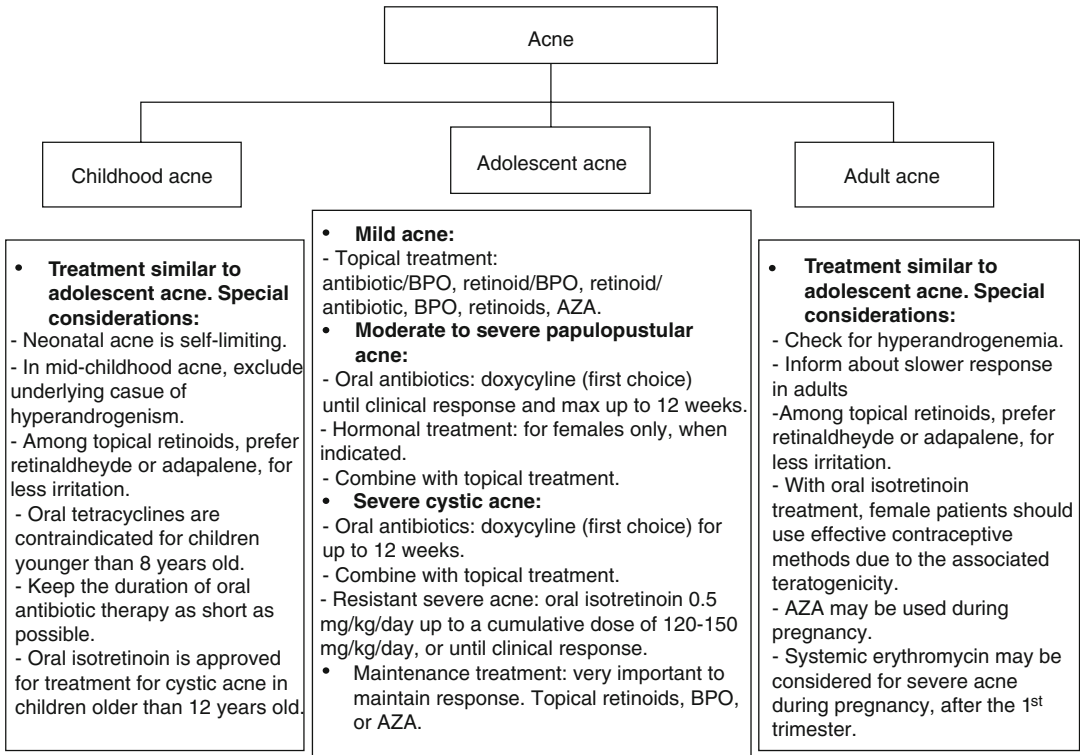 Acne
Childhood acne
Adolescent acne
Adult acne
• Treatment similar to
adolescent acne. Special
considerations:
- Neonatal acne is self-limiting.
- In mid-childhood acne, exclude
underlying casue of
hyperandrogenism.
- Among topical retinoids, prefer
retinaldheyde or adapalene, for
less irritation.
- Oral tetracyclines are
contraindicated for children
younger than 8 years old.
- Keep the duration of oral
antibiotic therapy as short as
possible.
- Oral isotretinoin is approved
for treatment for cystic acne in
children older than 12 years old.
• Mild acne:
- Topical treatment:
antibiotic/BPO, retinoid/BPO, retinoid/
antibiotic, BPO, retinoids, AZA.
• Moderate to severe papulopustular
acne:
- Oral antibiotics: doxycyline (first choice)
until clinical response and max up to 12 weeks.
- Hormonal treatment: for females only, when
indicated.
- Combine with topical treatment.
• Severe cystic acne:
- Oral antibiotics: doxycyline (first choice) for
up to 12 weeks.
- Combine with topical treatment.
- Resistant severe acne: oral isotretinoin 0.5
mg/kg/day up to a cumulative dose of 120-150
mg/kg/day, or until clinical response.
• Maintenance treatment: very important to
maintain response. Topical retinoids, BPO,
or AZA.
• Treatment similar to
adolescent acne. Special
considerations:
- Check for hyperandrogenemia.
- Inform about slower response
in adults
-Among topical retinoids, prefer
retinaldheyde or adapalene, for
less irritation.
- With oral isotretinoin
treatment, female patients should
use effective contraceptive
methods due to the associated
teratogenicity.
- AZA may be used during
pregnancy.
- Systemic erythromycin may be
considered for severe acne
during pregnancy, after the 1st
trimester.